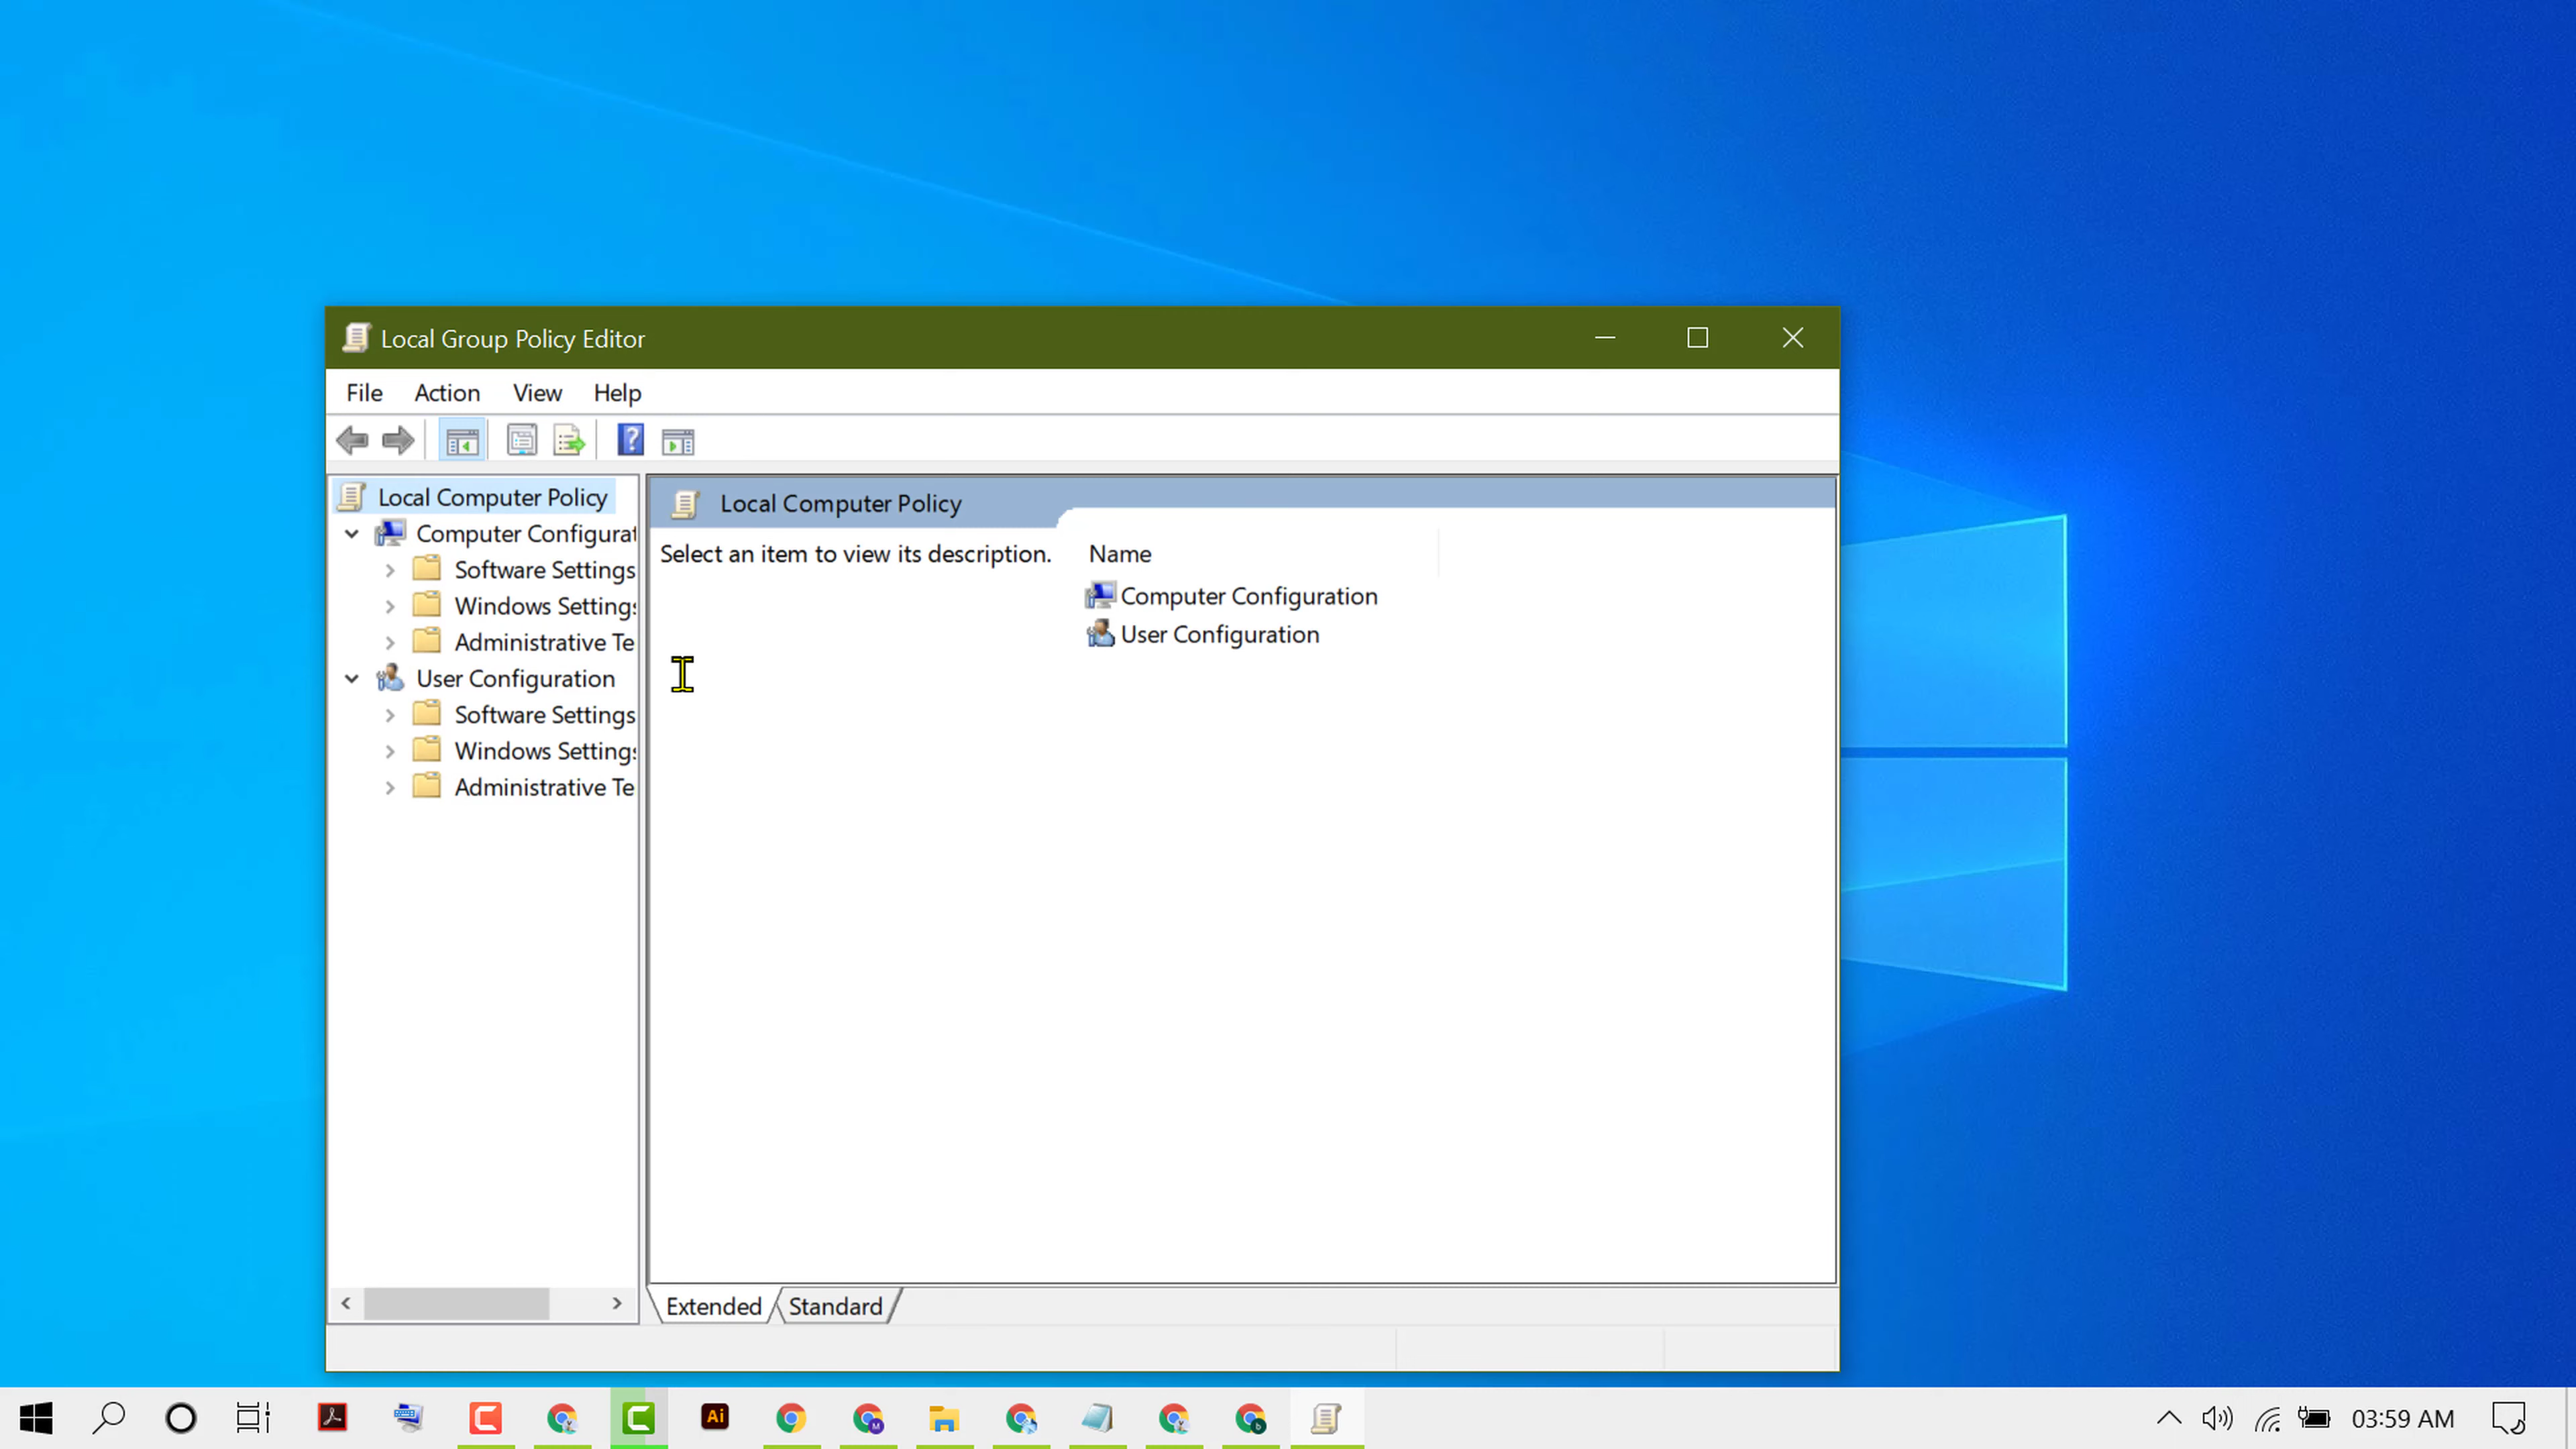 Local Group Policy Editor
File Action View Help
Local Computer Policy
Computer Configurat
Software Settings
Windows Setting
Administrative Te
User Configuration
Software Settings
Windows Setting
Administrative Te
Local Computer Policy
Select an item to view its description.
Name
Computer Configuration
User Configuration
Extended Standard
Ai
03:59 AM